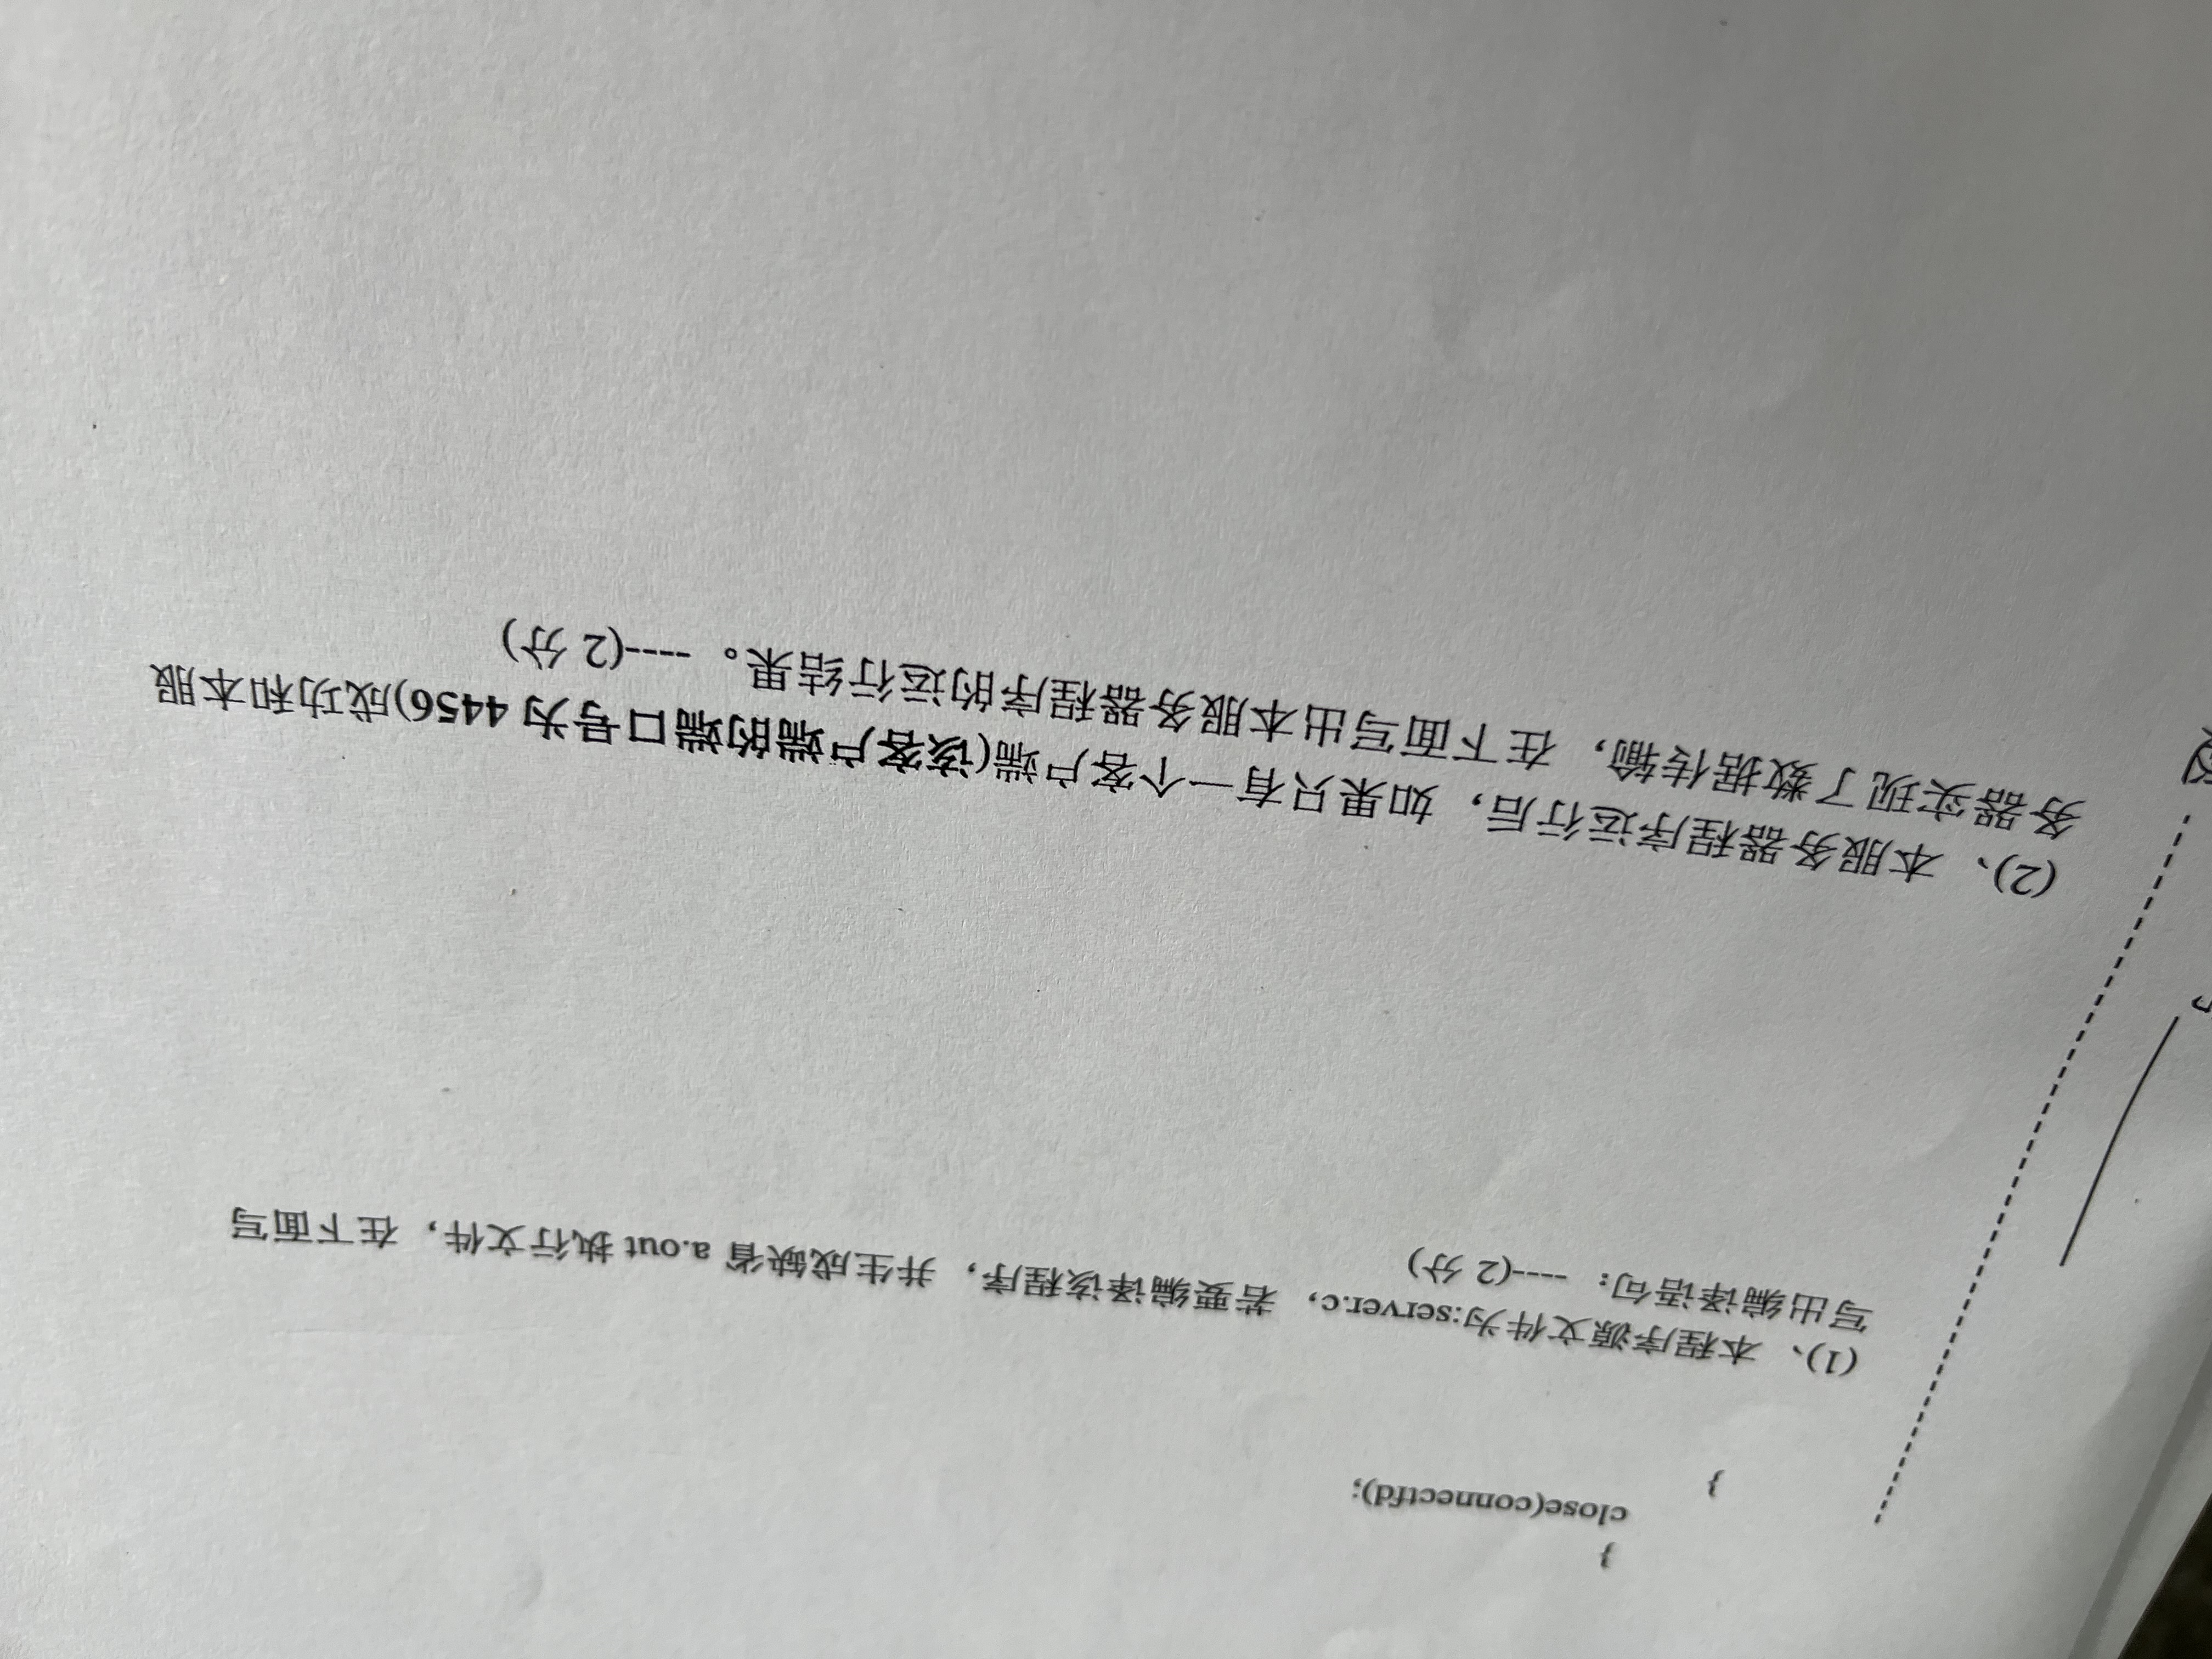 }
close(connectfd);
}
(1)、本程序源文件为:server.c，若要编译该程序，并生成缺省 a.out 执行文件，在下面写
写出编译语句：----(2 分)
(2)、本服务器程序运行后，如果只有一个客户端(该客户端的端口号为 4456)成功和本服
务器实现了数据传输，在下面写出本服务器程序的运行结果。----(2 分)